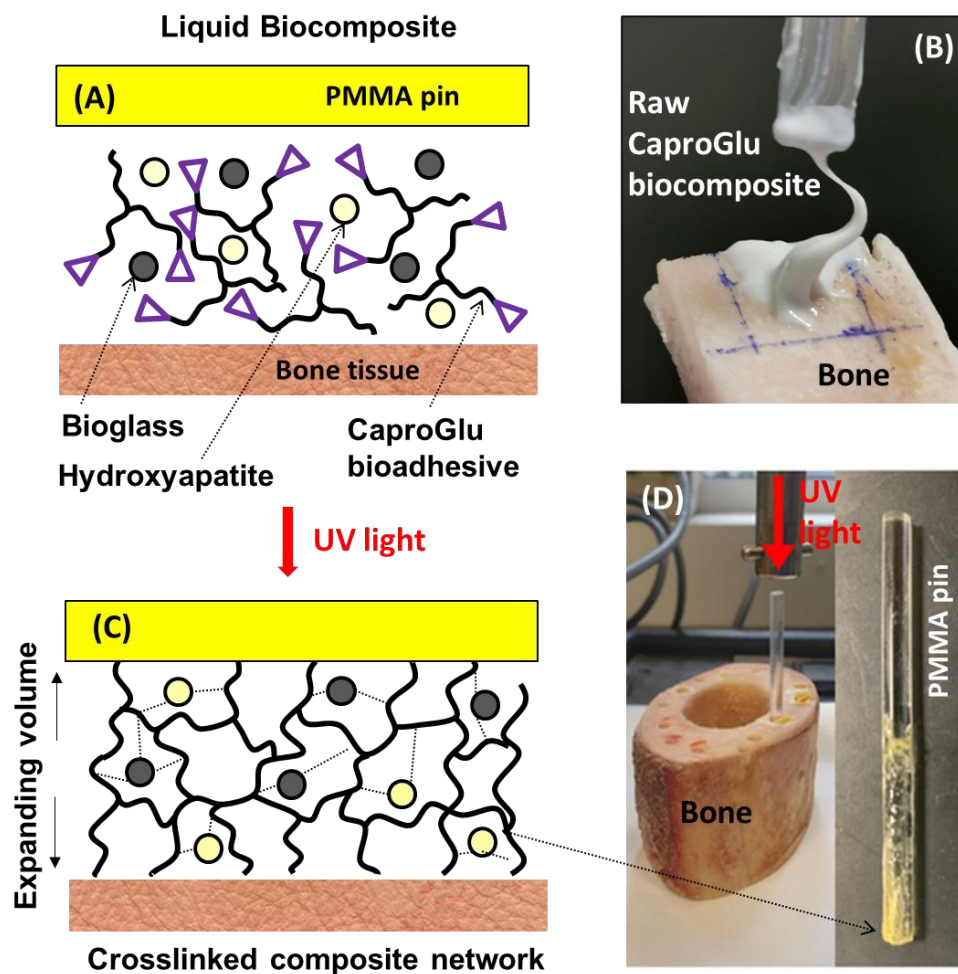 Liquid Biocomposite
(A)
PMMA pin
Bone tissue
Bioglass
Hydroxyapatite
CaproGlu
bioadhesive
UV light
(B)
Raw
CaproGlu
biocomposite
Bone
(C)
Expanding volume
Crosslinked composite network
(D)
UV
light
Bone
PMMA pin